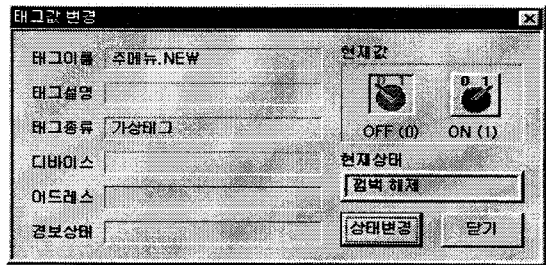 태그값 변경
태그이름 주메뉴.NEW
태그설명
태그종류 가상태그
디바이스
어드레스
경보상태
현재값
0 1
0 1
OFF (0) ON (1)
현재상태
껌벅 해제
상태변경 닫기